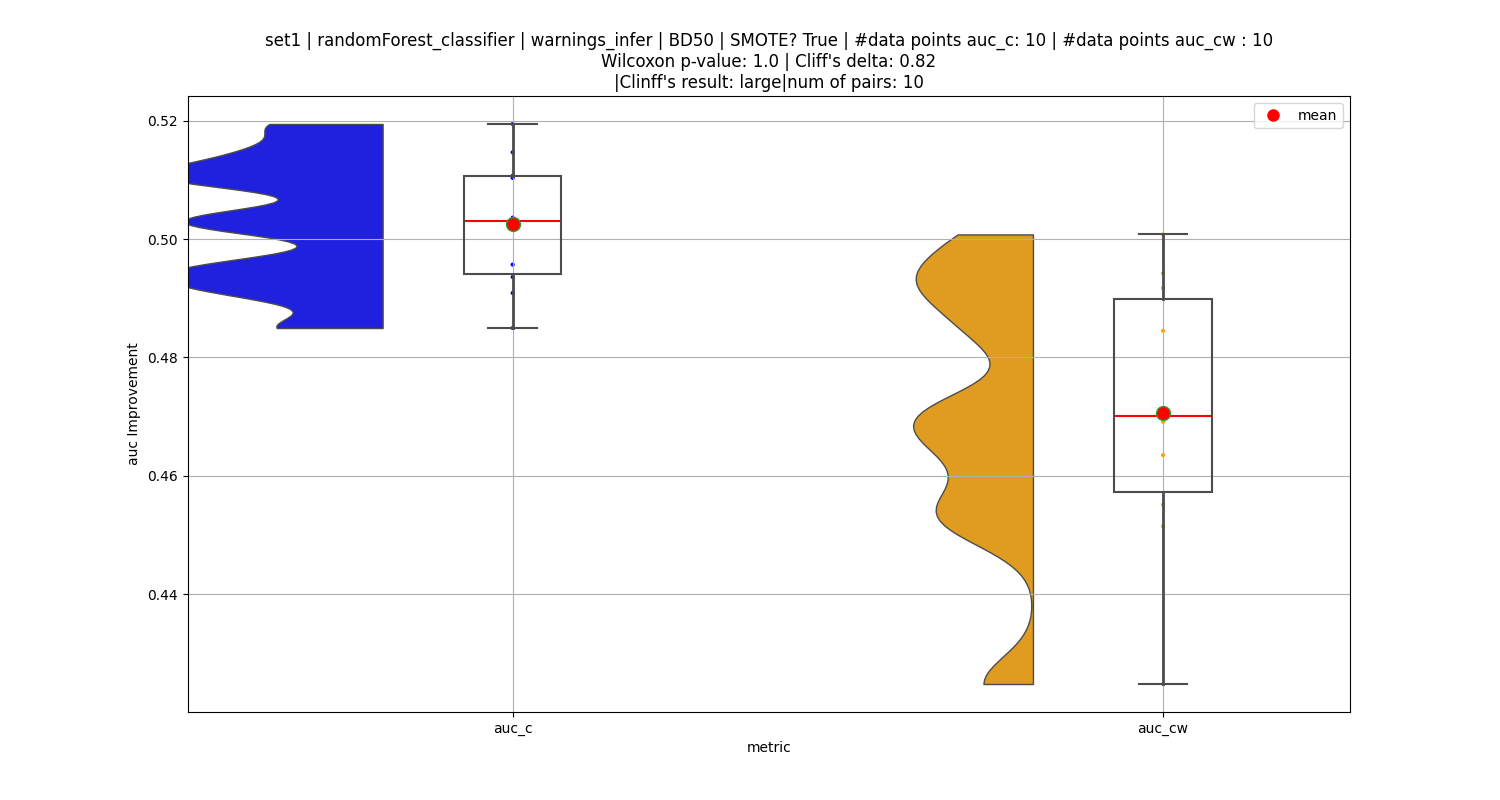 set1 | randomForest_classifier | warnings_infer | BD50 | SMOTE? True | #data points auc_c: 10 | #data points auc_cw : 10
Wilcoxon p-value: 1.0 | Cliff's delta: 0.82
|Clinff's result: large|num of pairs: 10
mean
0.52
0.50
0.48
0.46
0.44
auc Improvement
auc_c
auc_cw
metric